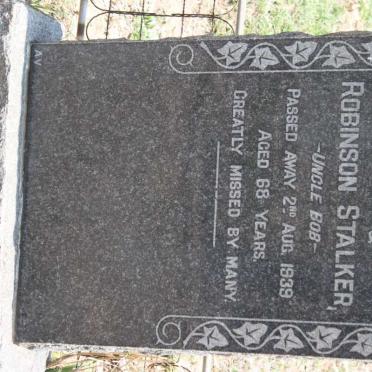 ROBINSON STALKER,
-UNCLE BOB-
PASSED AWAY 2ND AUG. 1939
AGED 68 YEARS.
GREATLY MISSED BY MANY.